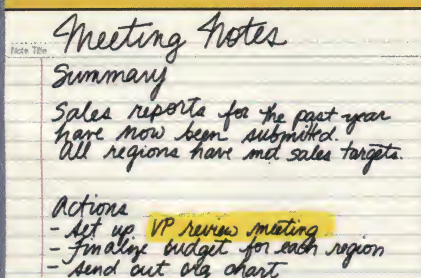 Meeting Notes
Note Title
Summary
Sales reports for the past year
have now been submitted.
All regions have met sales targets.
Actions
- Set up VP review meeting
- Finalize budget for each region
- Send out org chart